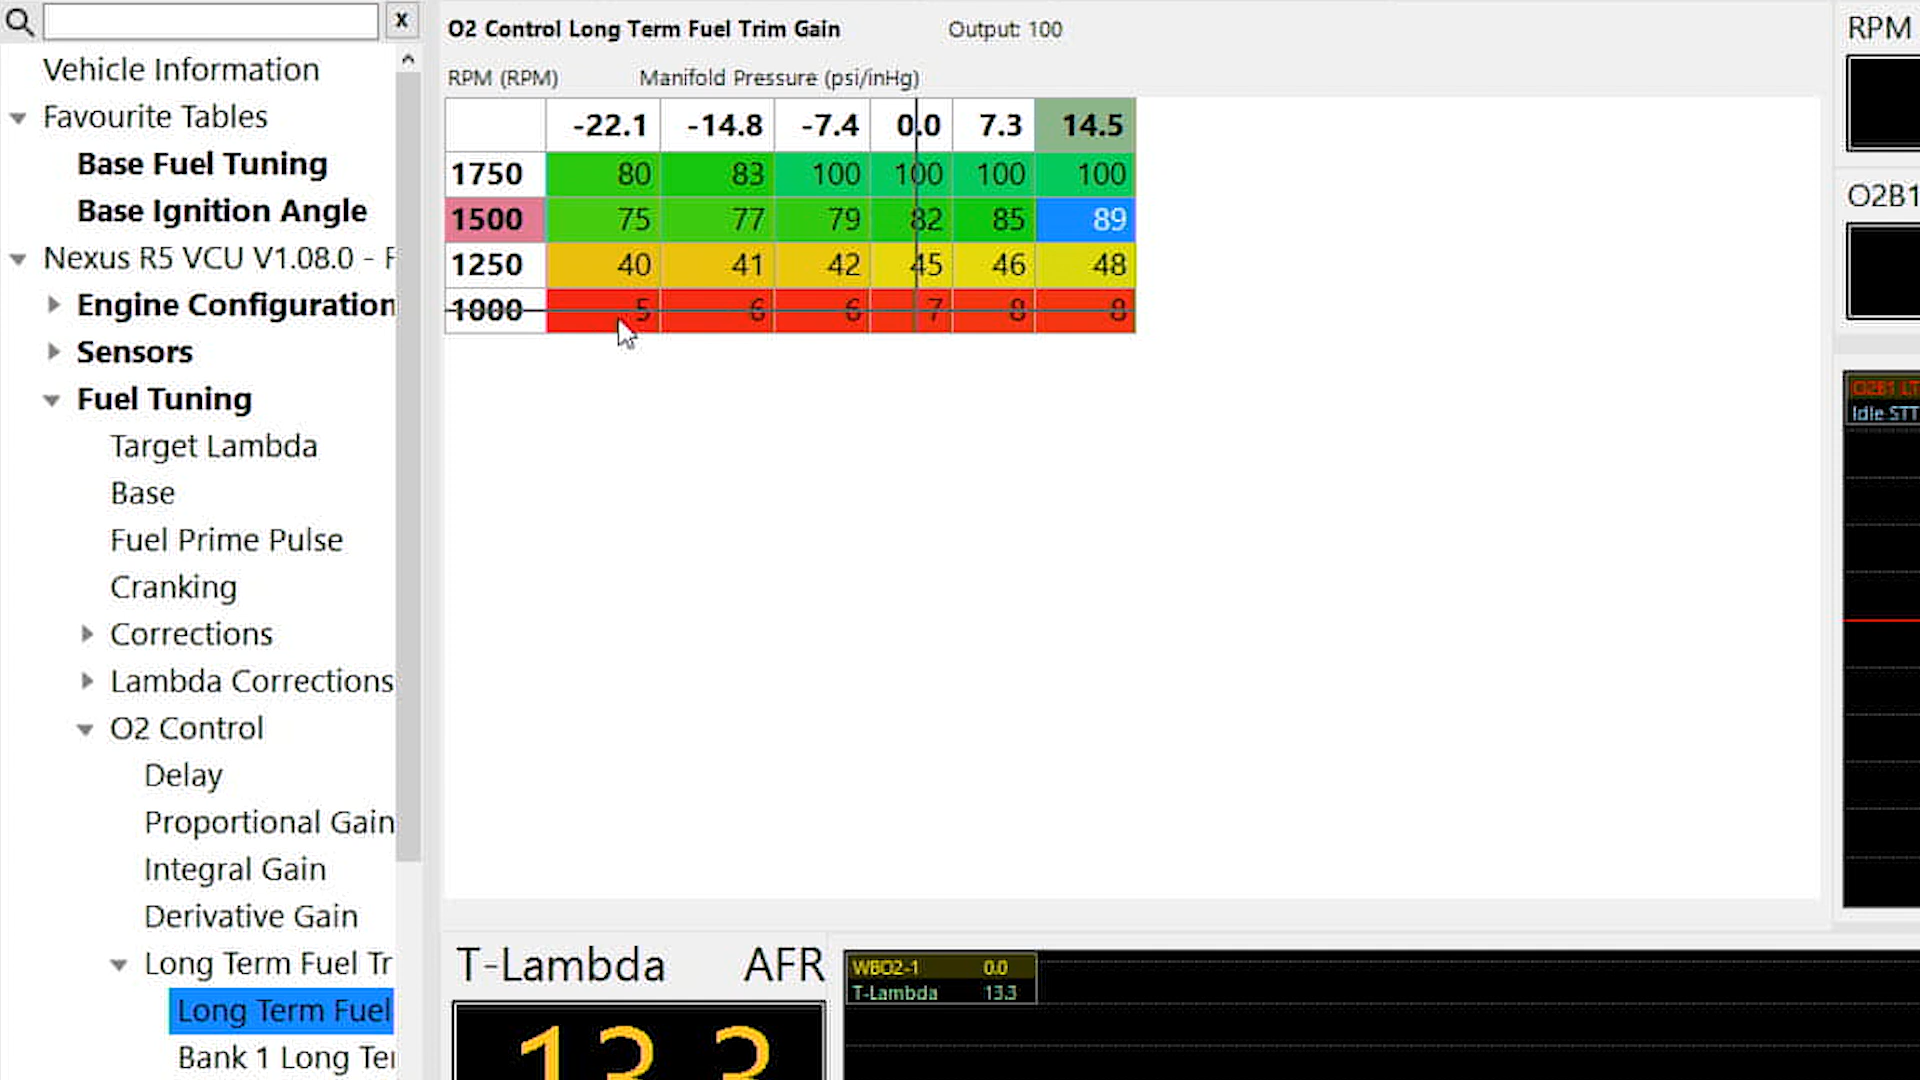 x
Vehicle Information
Favourite Tables
Base Fuel Tuning
Base Ignition Angle
Nexus R5 VCU V1.08.0 -
Engine Configuration
Sensors
Fuel Tuning
Target Lambda
Base
Fuel Prime Pulse
Cranking
Corrections
Lambda Corrections
O2 Control
Delay
Proportional Gain
Integral Gain
Derivative Gain
Long Term Fuel Tr
Long Term Fuel
Bank 1 Long Ter
O2 Control Long Term Fuel Trim Gain Output: 100
RPM (RPM) Manifold Pressure (psi/inHg)
-22.1 -14.8 -7.4 0.0 7.3 14.5
1750 80 83 100 100 100 100
1500 75 77 79 82 85 89
1250 40 41 42 45 46 48
1000 5 6 6 7 8 8
T-Lambda AFR
13.3
WBO2-1 0.0
T-Lambda 13.3
RPM
O2B1
O2B1 LT
Idle STT